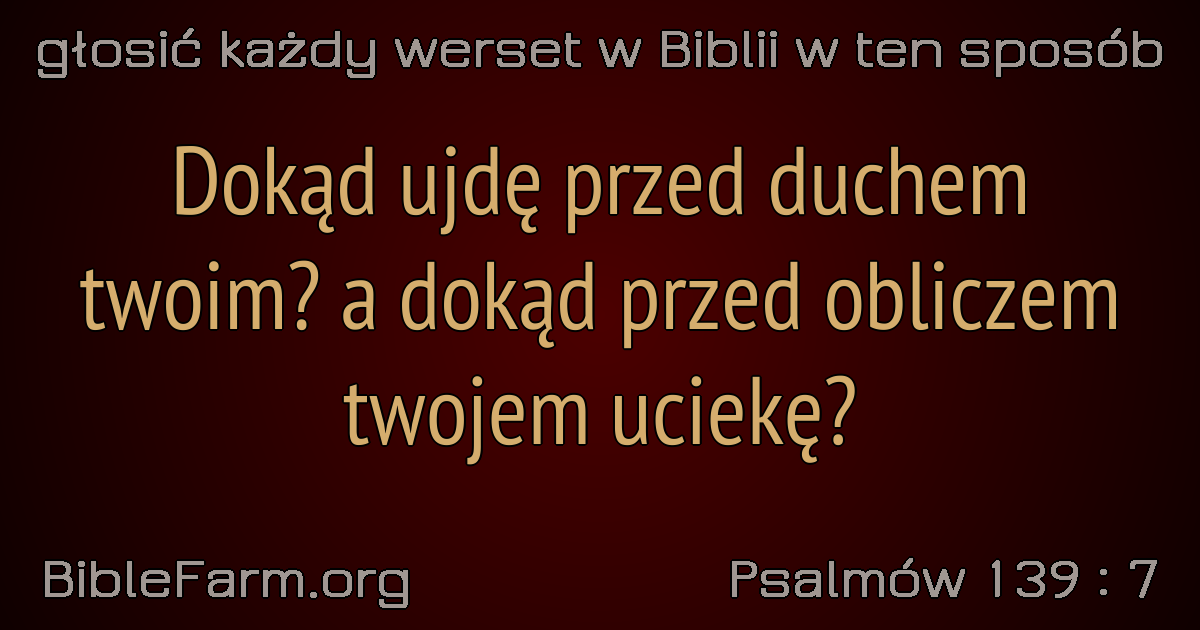 głosić każdy werset w Biblii w ten sposób
Dokąd ujdę przed duchem
twoim? a dokąd przed obliczem
twojem uciekę?
BibleFarm.org
Psalmów 139 : 7